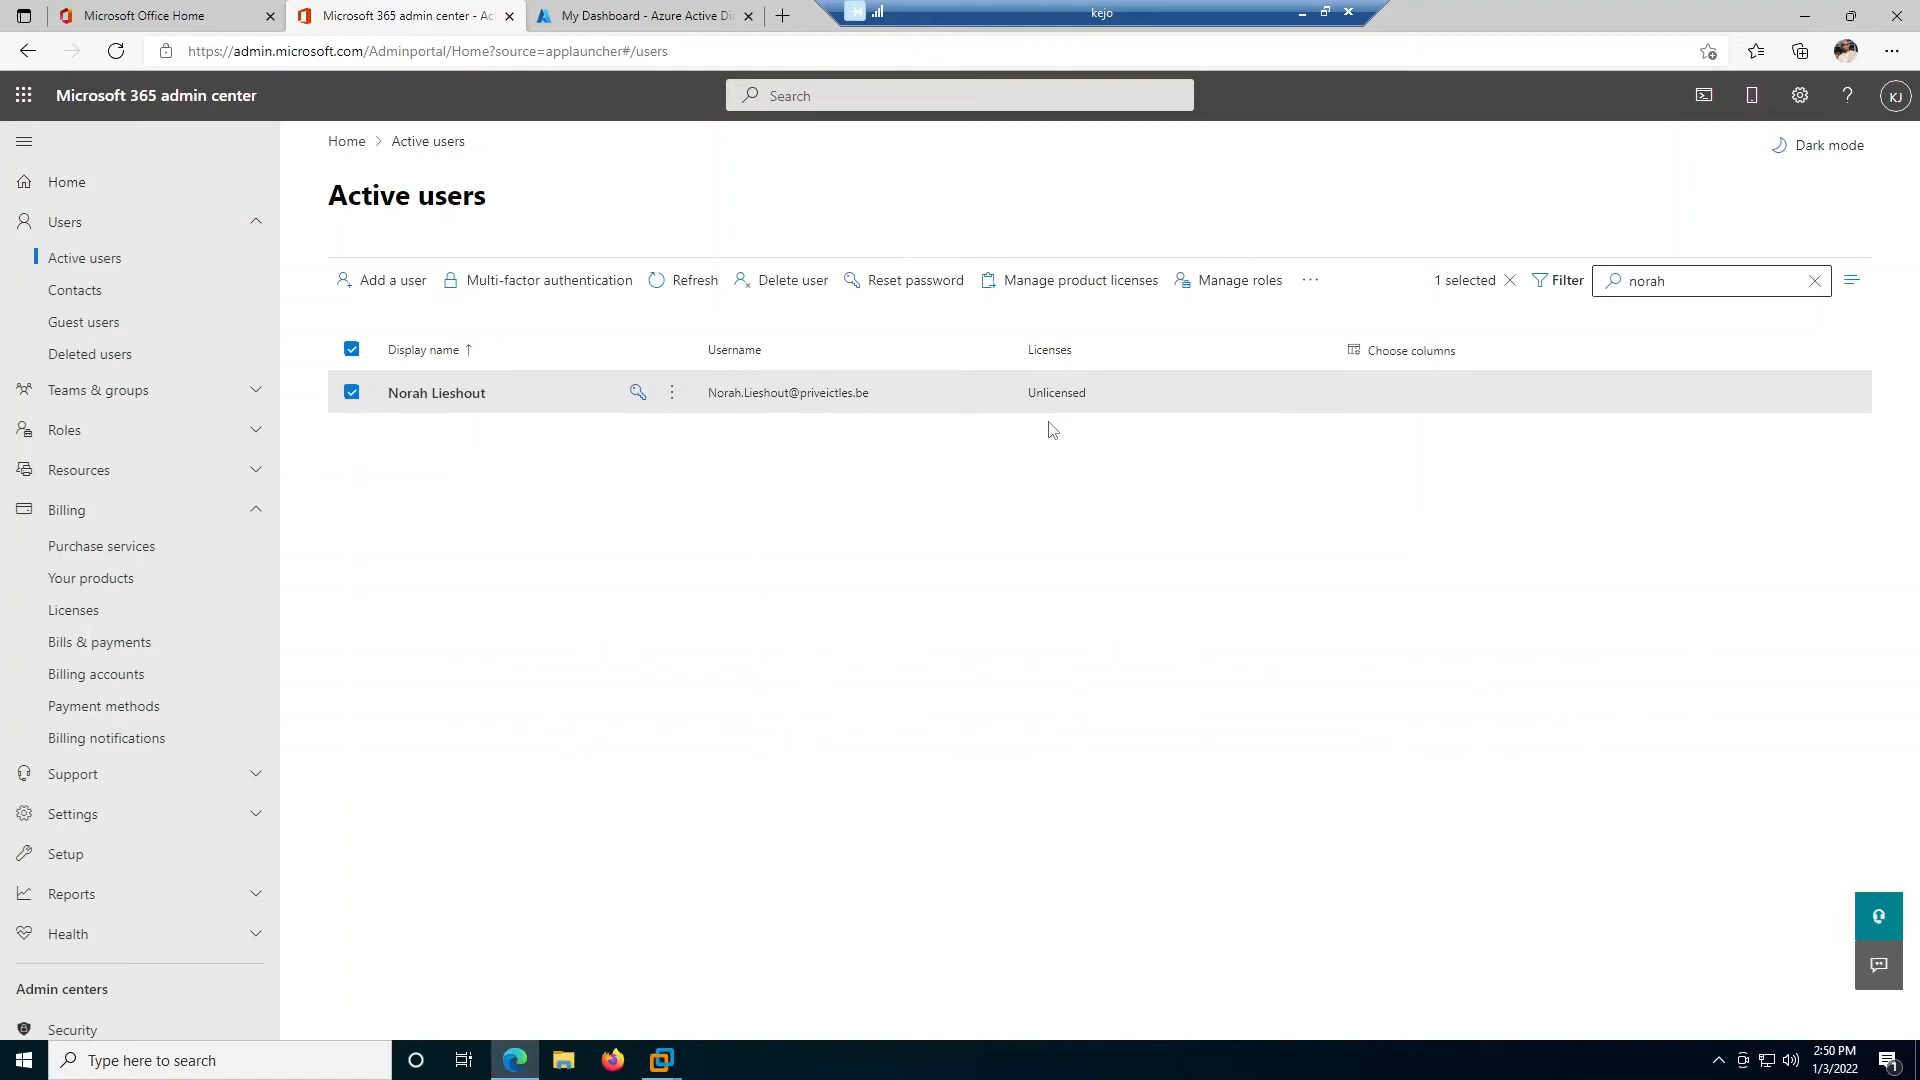 Microsoft Office Home
Microsoft 365 admin center - Ac
My Dashboard - Azure Active Di
kejo
https://admin.microsoft.com/Adminportal/Home?source=applauncher#/users
Microsoft 365 admin center
Search
KJ
Home > Active users
Dark mode
Active users
Add a user
Multi-factor authentication
Refresh
Delete user
Reset password
Manage product licenses
Manage roles
1 selected
Filter
norah
Display name ↑
Username
Licenses
Choose columns
Norah Lieshout
Norah.Lieshout@priveictles.be
Unlicensed
Home
Users
Active users
Contacts
Guest users
Deleted users
Teams & groups
Roles
Resources
Billing
Purchase services
Your products
Licenses
Bills & payments
Billing accounts
Payment methods
Billing notifications
Support
Settings
Setup
Reports
Health
Admin centers
Security
Type here to search
2:50 PM
1/3/2022
1